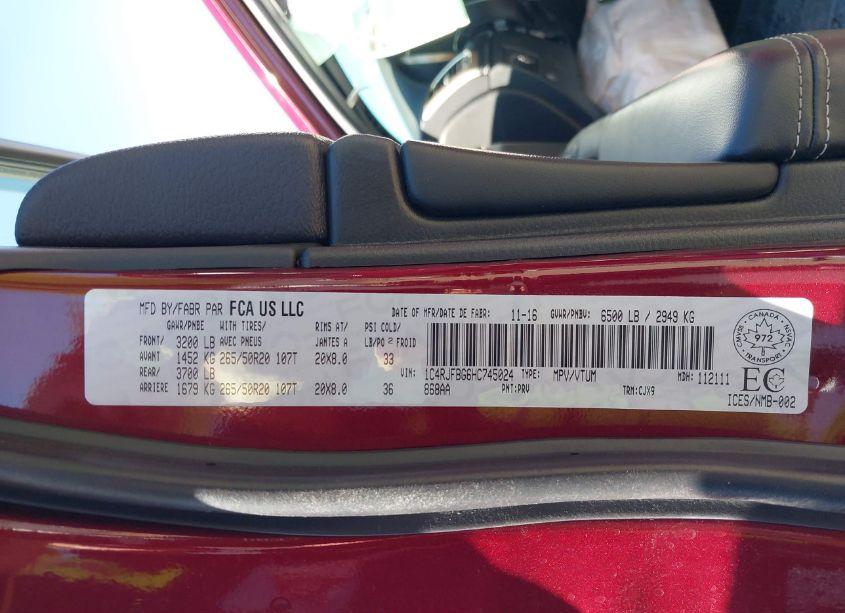 MFD BY/FABR PAR FCA US LLC
DATE OF MFR/DATE DE FABR: 11-16 GVWR/PNBV: 6500 LB / 2949 KG
GAWR/PNBE WITH TIRES/ RIMS AT/ PSI COLD/
FRONT/ 3200 LB AVEC PNEUS JANTES A LB/PO² FROID
AVANT 1452 KG 265/50R20 107T 20X8.0 33
REAR/ 3700 LB
ARRIERE 1679 KG 265/50R20 107T 20X8.0 36
VIN: 1C4RJFBG6HC745024 TYPE: MPV/VTUM MDH: 112111
868AA PNT:PRV TRM:CJX9
CMVSS CANADA NSVAC
972
TRANSPORT
EC
ICES/NMB-002